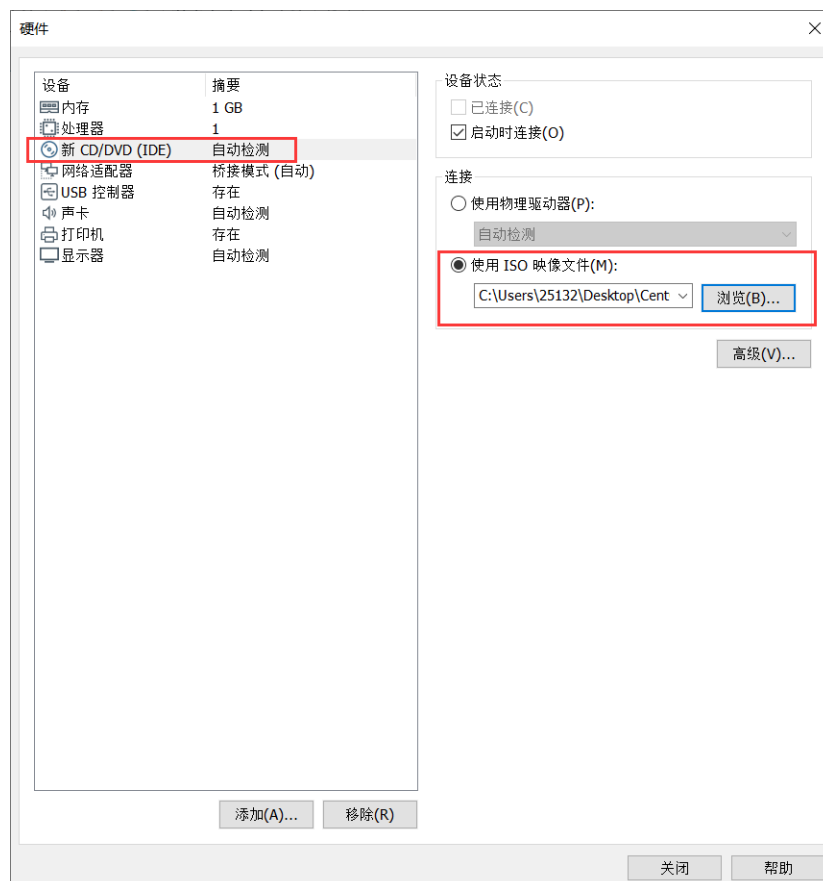 硬件
设备 摘要
内存 1 GB
处理器 1
新 CD/DVD (IDE) 自动检测
网络适配器 桥接模式 (自动)
USB 控制器 存在
声卡 自动检测
打印机 存在
显示器 自动检测
添加(A)... 移除(R)
设备状态
已连接(C)
启动时连接(O)
连接
使用物理驱动器(P):
自动检测
使用 ISO 映像文件(M):
C:\Users\25132\Desktop\Cent 浏览(B)...
高级(V)...
关闭 帮助